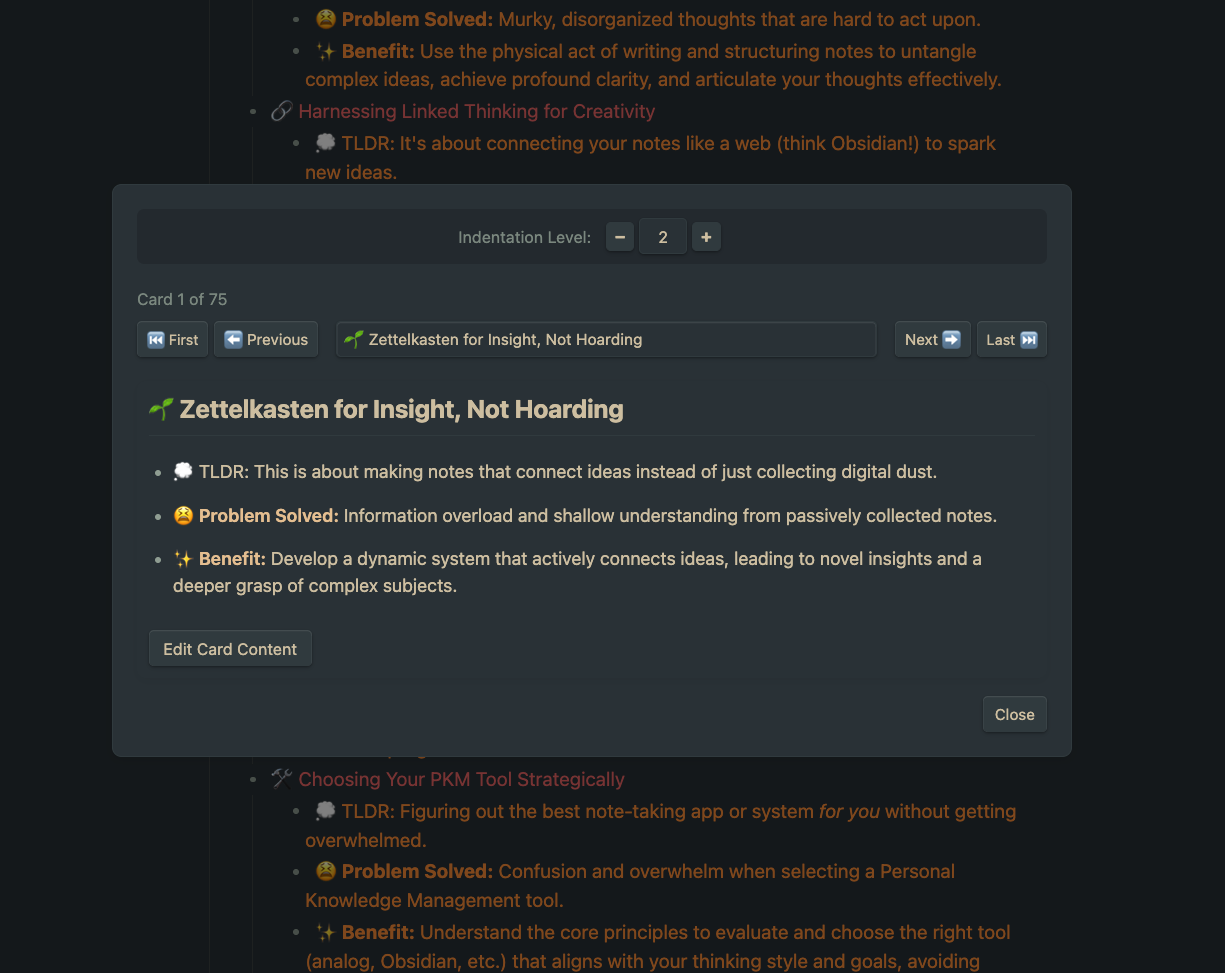 😫 Problem Solved: Murky, disorganized thoughts that are hard to act upon.
✨ Benefit: Use the physical act of writing and structuring notes to untangle
complex ideas, achieve profound clarity, and articulate your thoughts effectively.
🔗 Harnessing Linked Thinking for Creativity
💭 TLDR: It's about connecting your notes like a web (think Obsidian!) to spark
new ideas.
Indentation Level: − 2 +
Card 1 of 75
⏮️ First ⬅️ Previous 🌱 Zettelkasten for Insight, Not Hoarding Next ➡️ Last ⏭️
🌱 Zettelkasten for Insight, Not Hoarding
💭 TLDR: This is about making notes that connect ideas instead of just collecting digital dust.
😫 Problem Solved: Information overload and shallow understanding from passively collected notes.
✨ Benefit: Develop a dynamic system that actively connects ideas, leading to novel insights and a
deeper grasp of complex subjects.
Edit Card Content
Close
🛠️ Choosing Your PKM Tool Strategically
💭 TLDR: Figuring out the best note-taking app or system for you without getting
overwhelmed.
😫 Problem Solved: Confusion and overwhelm when selecting a Personal
Knowledge Management tool.
✨ Benefit: Understand the core principles to evaluate and choose the right tool
(analog, Obsidian, etc.) that aligns with your thinking style and goals, avoiding